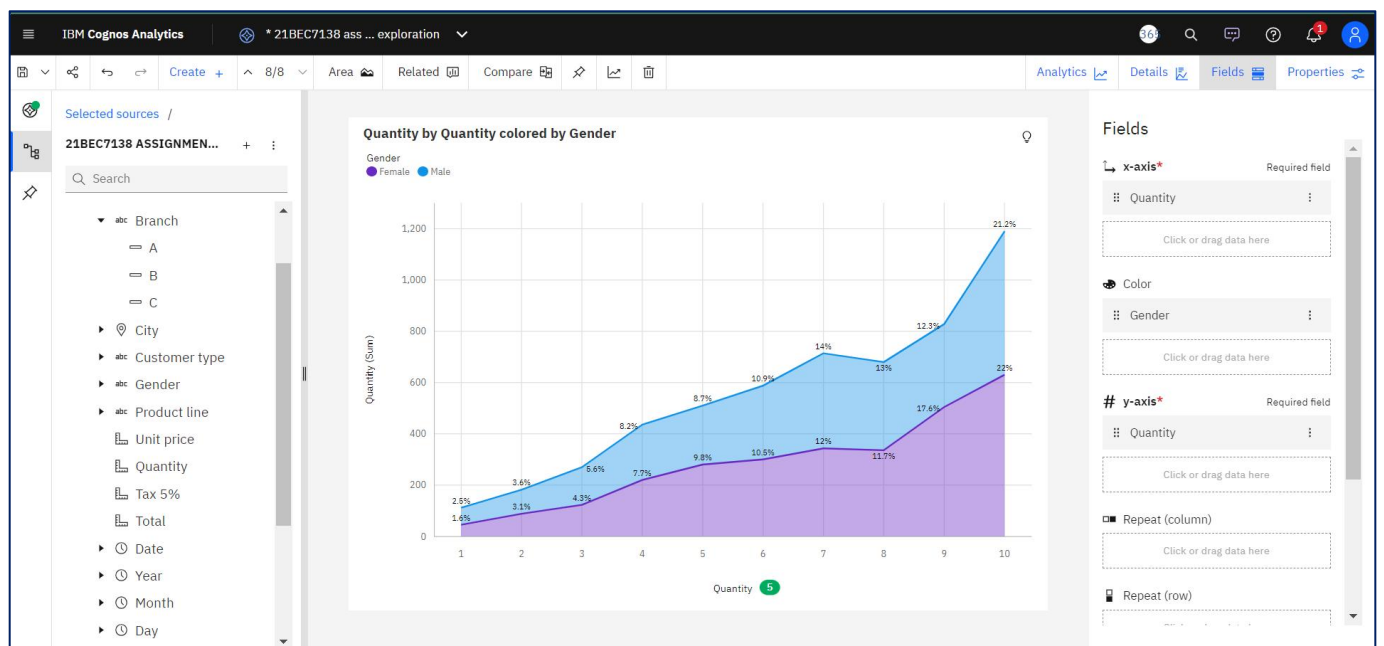 IBM Cognos Analytics
* 21BEC7138 ass ... exploration
365
1
Create +
8/8
Area
Related
Compare
Analytics
Details
Fields
Properties
Selected sources /
21BEC7138 ASSIGNMEN...
Search
abc Branch
A
B
C
City
abc Customer type
abc Gender
abc Product line
Unit price
Quantity
Tax 5%
Total
Date
Year
Month
Day
Quantity by Quantity colored by Gender
Gender
Female Male
Quantity (Sum)
1,200
1,000
800
600
400
200
0
2.5%
3.6%
5.6%
8.2%
8.7%
10.9%
14%
13%
12.3%
21.2%
1.6%
3.1%
4.3%
7.7%
9.8%
10.5%
12%
11.7%
17.6%
22%
1 2 3 4 5 6 7 8 9 10
Quantity 5
Fields
x-axis* Required field
Quantity
Click or drag data here
Color
Gender
Click or drag data here
# y-axis* Required field
Quantity
Click or drag data here
Repeat (column)
Click or drag data here
Repeat (row)